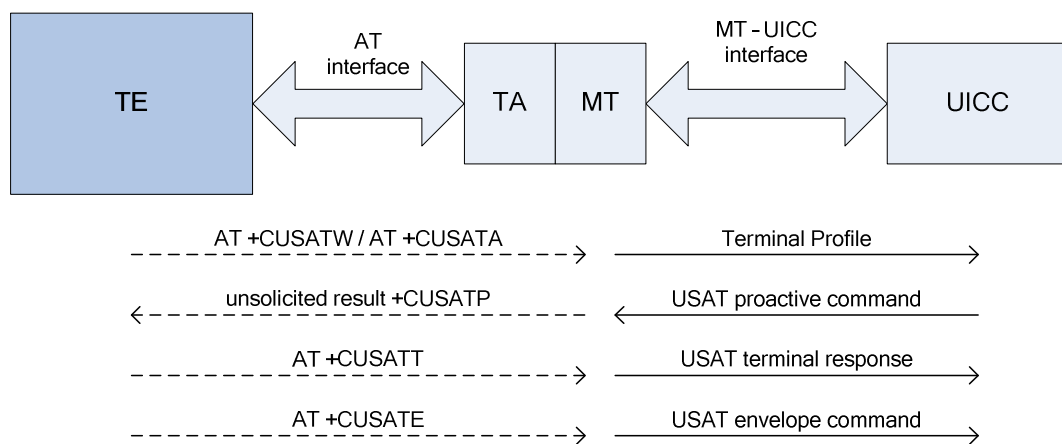 AT
interface
MT - UICC
interface
TE
TA
MT
UICC
AT +CUSATW / AT +CUSATA
Terminal Profile
unsolicited result +CUSATP
USAT proactive command
AT +CUSATT
USAT terminal response
AT +CUSATE
USAT envelope command